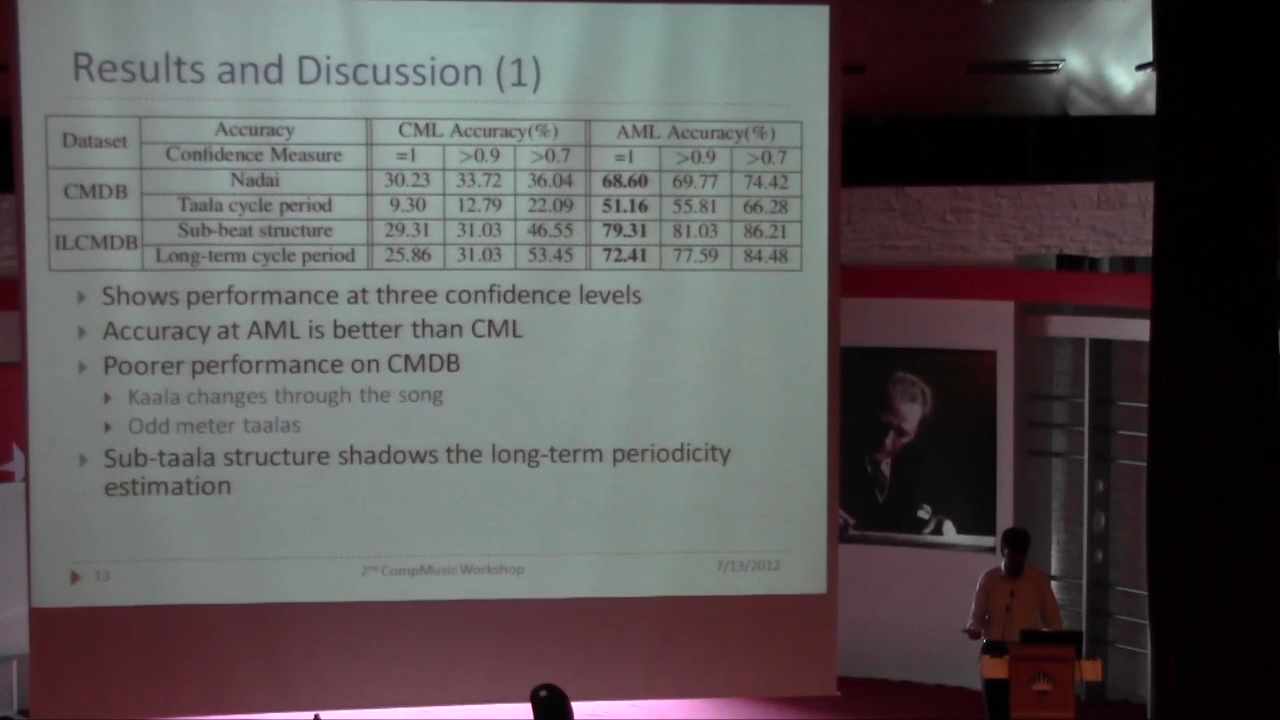 Results and Discussion (1)
Dataset Accuracy CML Accuracy(%) AML Accuracy(%)
Confidence Measure =1 >0.9 >0.7 =1 >0.9 >0.7
CMDB Nadai 30.23 33.72 36.04 68.60 69.77 74.42
Taala cycle period 9.30 12.79 22.09 51.16 55.81 66.28
ILCMDB Sub-beat structure 29.31 31.03 46.55 79.31 81.03 86.21
Long-term cycle period 25.86 31.03 53.45 72.41 77.59 84.48
Shows performance at three confidence levels
Accuracy at AML is better than CML
Poorer performance on CMDB
Kaala changes through the song
Odd meter taalas
Sub-taala structure shadows the long-term periodicity
estimation
13 2nd CompMusic Workshop 7/13/2012